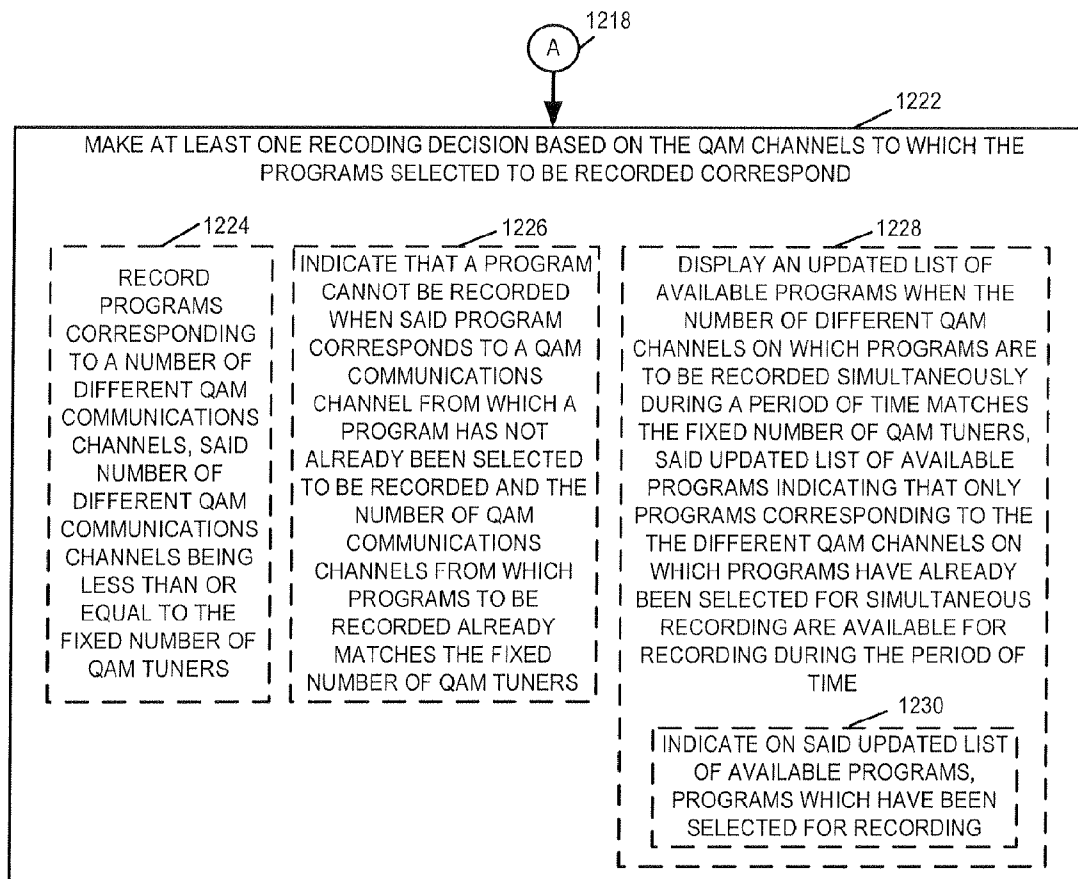 1218
A
1222
MAKE AT LEAST ONE RECODING DECISION BASED ON THE QAM CHANNELS TO WHICH THE
PROGRAMS SELECTED TO BE RECORDED CORRESPOND
1224
RECORD
PROGRAMS
CORRESPONDING
TO A NUMBER OF
DIFFERENT QAM
COMMUNICATIONS
CHANNELS, SAID
NUMBER OF
DIFFERENT QAM
COMMUNICATIONS
CHANNELS BEING
LESS THAN OR
EQUAL TO THE
FIXED NUMBER OF
QAM TUNERS
1226
INDICATE THAT A PROGRAM
CANNOT BE RECORDED
WHEN SAID PROGRAM
CORRESPONDS TO A QAM
COMMUNICATIONS
CHANNEL FROM WHICH A
PROGRAM HAS NOT
ALREADY BEEN SELECTED
TO BE RECORDED AND THE
NUMBER OF QAM
COMMUNICATIONS
CHANNELS FROM WHICH
PROGRAMS TO BE
RECORDED ALREADY
MATCHES THE FIXED
NUMBER OF QAM TUNERS
1228
DISPLAY AN UPDATED LIST OF
AVAILABLE PROGRAMS WHEN THE
NUMBER OF DIFFERENT QAM
CHANNELS ON WHICH PROGRAMS ARE
TO BE RECORDED SIMULTANEOUSLY
DURING A PERIOD OF TIME MATCHES
THE FIXED NUMBER OF QAM TUNERS,
SAID UPDATED LIST OF AVAILABLE
PROGRAMS INDICATING THAT ONLY
PROGRAMS CORRESPONDING TO THE
THE DIFFERENT QAM CHANNELS ON
WHICH PROGRAMS HAVE ALREADY
BEEN SELECTED FOR SIMULTANEOUS
RECORDING ARE AVAILABLE FOR
RECORDING DURING THE PERIOD OF
TIME
1230
INDICATE ON SAID UPDATED LIST
OF AVAILABLE PROGRAMS,
PROGRAMS WHICH HAVE BEEN
SELECTED FOR RECORDING